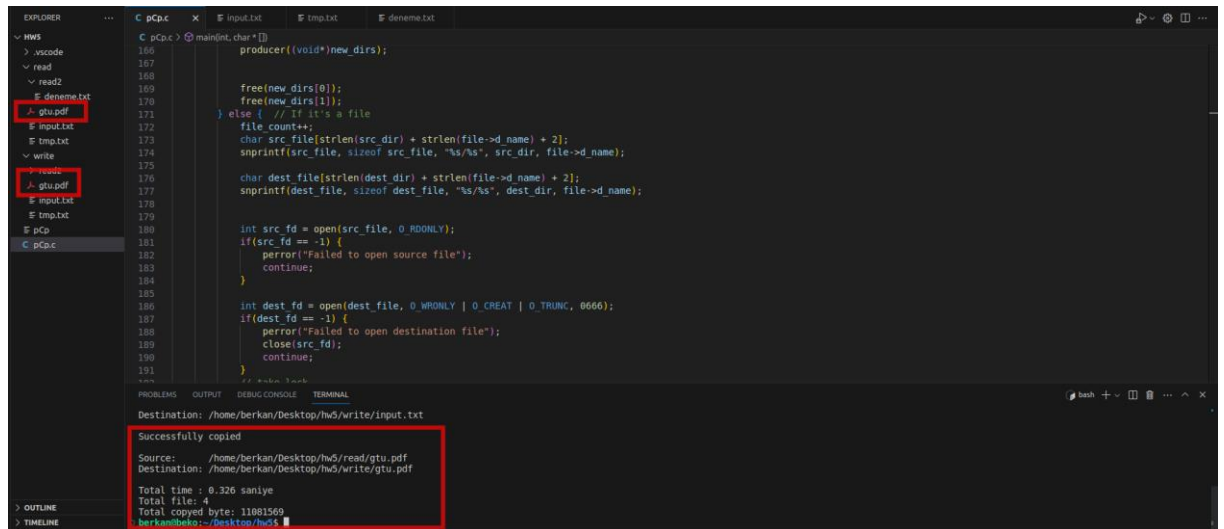 EXPLORER ...
HW5
.vscode
read
read2
deneme.txt
gtu.pdf
input.txt
tmp.txt
write
read2
gtu.pdf
input.txt
tmp.txt
pCp
C pCp.c
OUTLINE
TIMELINE
C pCp.c × input.txt tmp.txt deneme.txt
C pCp.c > main(int, char * [])
166 producer((void*)new_dirs);
167
168
169 free(new_dirs[0]);
170 free(new_dirs[1]);
171 } else { // If it's a file
172 file_count++;
173 char src_file[strlen(src_dir) + strlen(file->d_name) + 2];
174 snprintf(src_file, sizeof src_file, "%s/%s", src_dir, file->d_name);
175
176 char dest_file[strlen(dest_dir) + strlen(file->d_name) + 2];
177 snprintf(dest_file, sizeof dest_file, "%s/%s", dest_dir, file->d_name);
178
179
180 int src_fd = open(src_file, O_RDONLY);
181 if(src_fd == -1) {
182 perror("Failed to open source file");
183 continue;
184 }
185
186 int dest_fd = open(dest_file, O_WRONLY | O_CREAT | O_TRUNC, 0666);
187 if(dest_fd == -1) {
188 perror("Failed to open destination file");
189 close(src_fd);
190 continue;
191 }
192 // take lock
PROBLEMS OUTPUT DEBUG CONSOLE TERMINAL bash
Destination: /home/berkan/Desktop/hw5/write/input.txt
Successfully copied
Source: /home/berkan/Desktop/hw5/read/gtu.pdf
Destination: /home/berkan/Desktop/hw5/write/gtu.pdf
Total time : 0.326 saniye
Total file: 4
Total copyed byte: 11081569
berkan@beko:~/Desktop/hw5$